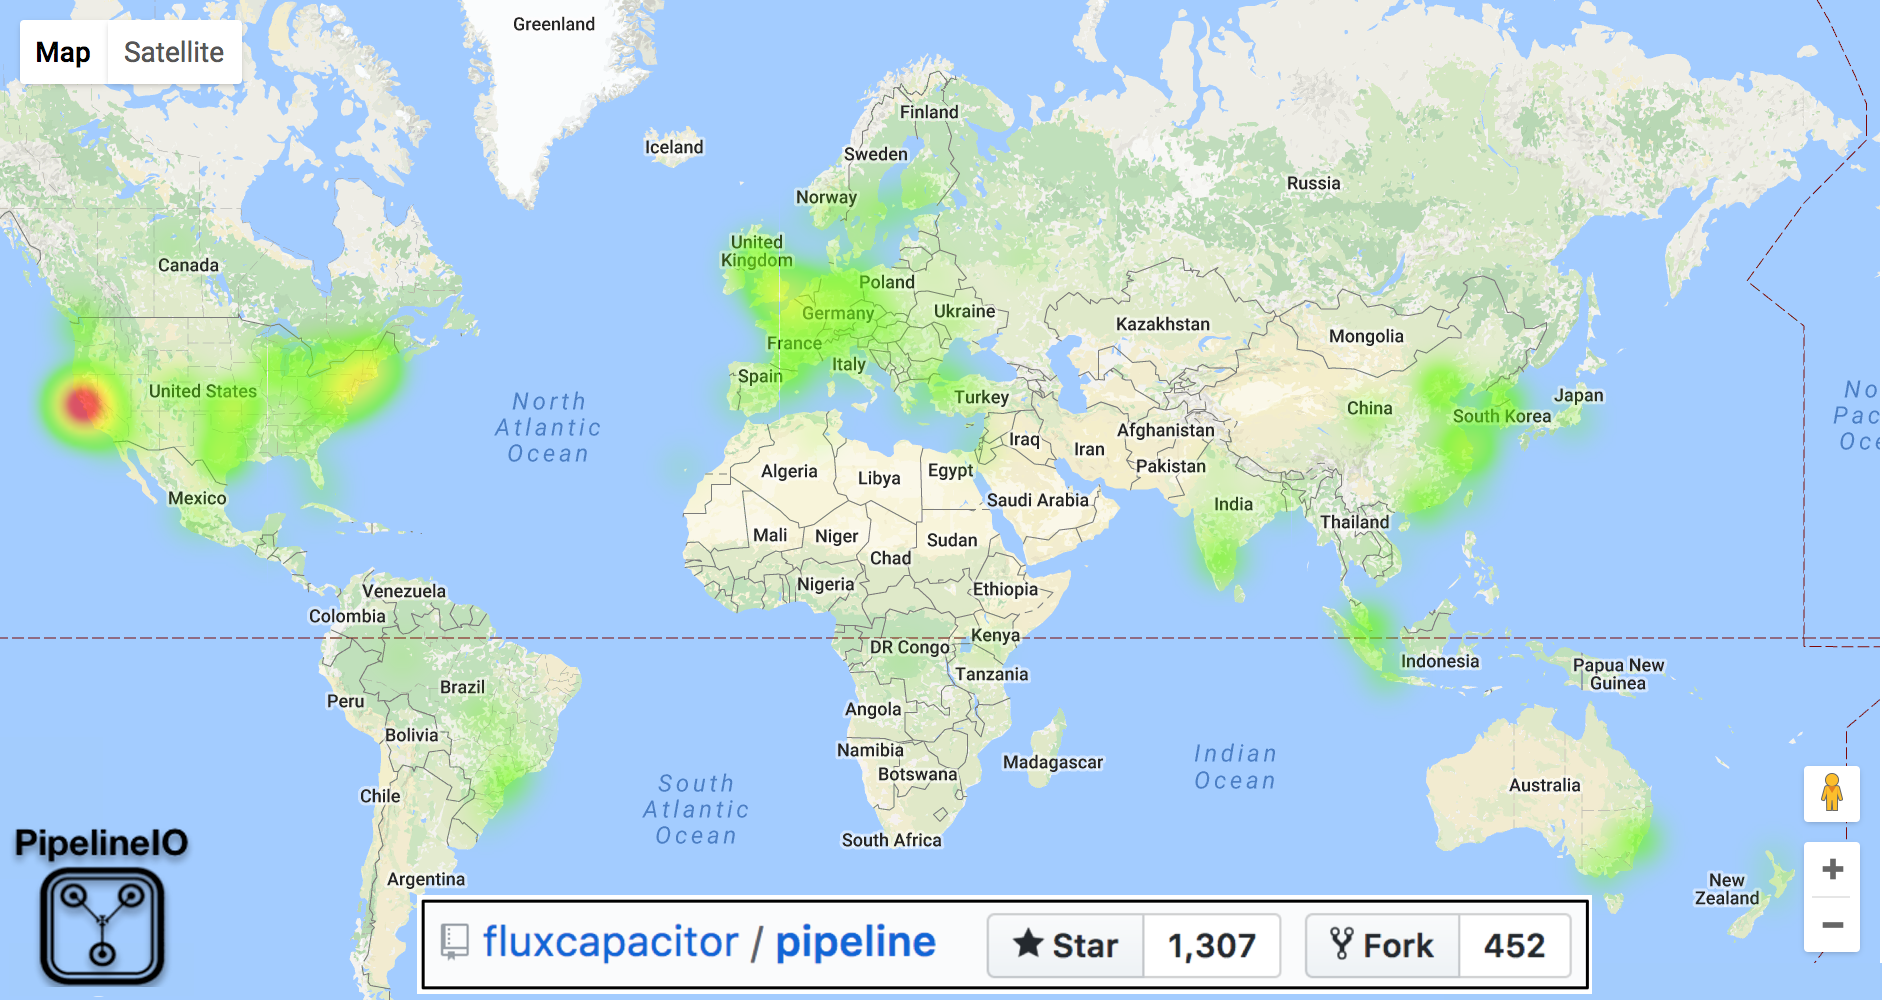 Greenland
Map
Satellite
Finland
Iceland
Sweden
Russia
Norway
United
Kingdom
Canada
Poland
Germany
Ukraine
Kazakhstan
Mongolia
France
Italy
Spain
United States
Turkey
China
South Korea
Japan
North
Atlantic
Ocean
No
Pac
Oce
Iraq
Iran
Afghanistan
Pakistan
Algeria
Libya
Egypt
Saudi Arabia
India
Mexico
Thailand
Mali
Niger
Chad
Sudan
Nigeria
Ethiopia
Venezuela
Colombia
Kenya
DR Congo
Tanzania
Indonesia
Papua New
Guinea
Brazil
Peru
Angola
Bolivia
Namibia
Botswana
Madagascar
Indian
Ocean
Australia
Chile
South
Atlantic
Ocean
South Africa
PipelineIO
Argentina
New
Zealand
fluxcapacitor / pipeline Star 1,307 Fork 452
+
−